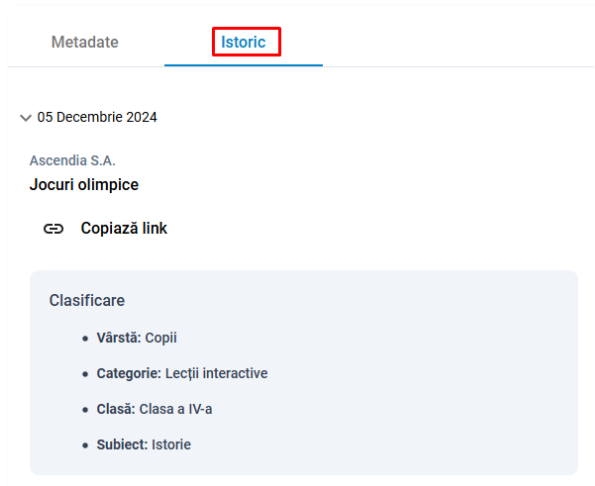 Metadate Istoric
05 Decembrie 2024
Ascendia S.A.
Jocuri olimpice
Copiază link
Clasificare
• Vârstă: Copii
• Categorie: Lecții interactive
• Clasă: Clasa a IV-a
• Subiect: Istorie